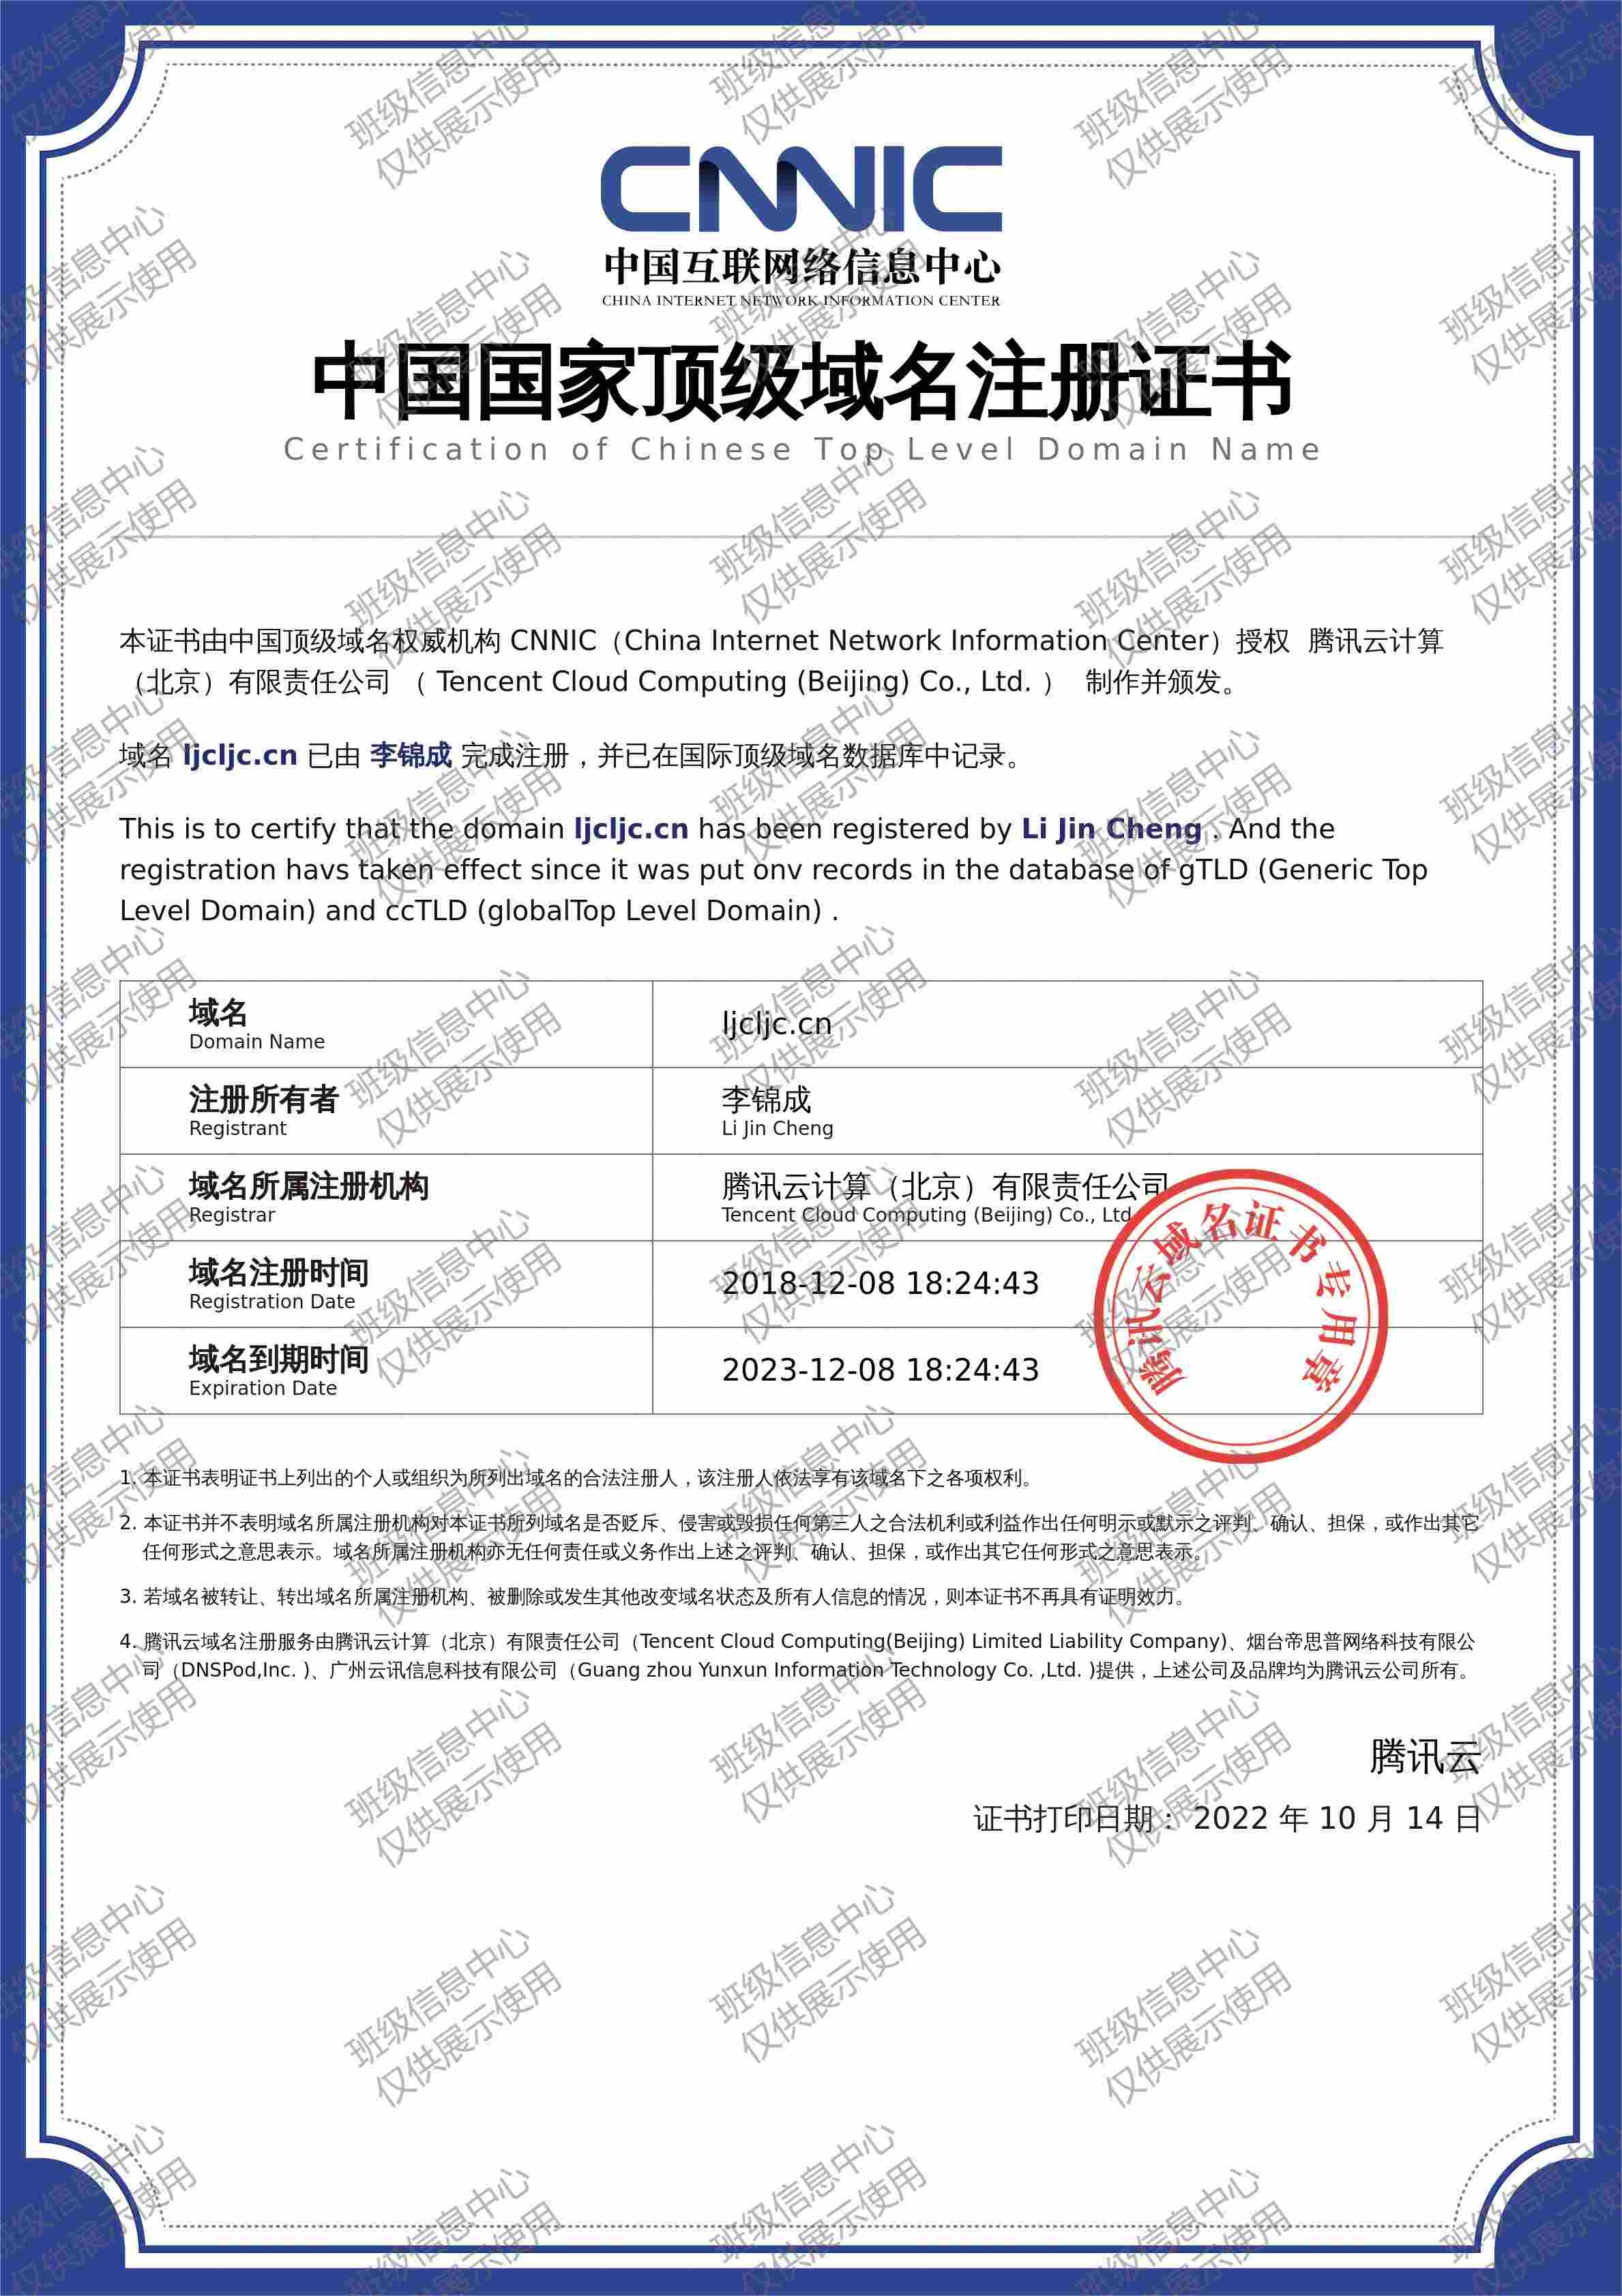 CNNIC
中国互联网络信息中心
CHINA INTERNET NETWORK INFORMATION CENTER
中国国家顶级域名注册证书
Certification of Chinese Top Level Domain Name
本证书由中国顶级域名权威机构 CNNIC（China Internet Network Information Center）授权 腾讯云计算
（北京）有限责任公司 （ Tencent Cloud Computing (Beijing) Co., Ltd. ） 制作并颁发。
域名 ljcljc.cn 已由 李锦成 完成注册，并已在国际顶级域名数据库中记录。
This is to certify that the domain ljcljc.cn has been registered by Li Jin Cheng . And the
registration havs taken effect since it was put onv records in the database of gTLD (Generic Top
Level Domain) and ccTLD (globalTop Level Domain) .
域名
Domain Name
ljcljc.cn
注册所有者
Registrant
李锦成
Li Jin Cheng
域名所属注册机构
Registrar
腾讯云计算（北京）有限责任公司
Tencent Cloud Computing (Beijing) Co., Ltd.
域名注册时间
Registration Date
2018-12-08 18:24:43
域名到期时间
Expiration Date
2023-12-08 18:24:43
腾讯云域名证书专用章
1. 本证书表明证书上列出的个人或组织为所列出域名的合法注册人，该注册人依法享有该域名下之各项权利。
2. 本证书并不表明域名所属注册机构对本证书所列域名是否贬斥、侵害或毁损任何第三人之合法机利或利益作出任何明示或默示之评判、确认、担保，或作出其它
任何形式之意思表示。域名所属注册机构亦无任何责任或义务作出上述之评判、确认、担保，或作出其它任何形式之意思表示。
3. 若域名被转让、转出域名所属注册机构、被删除或发生其他改变域名状态及所有人信息的情况，则本证书不再具有证明效力。
4. 腾讯云域名注册服务由腾讯云计算（北京）有限责任公司（Tencent Cloud Computing(Beijing) Limited Liability Company)、烟台帝思普网络科技有限公
司（DNSPod,Inc. )、广州云讯信息科技有限公司（Guang zhou Yunxun Information Technology Co. ,Ltd. )提供，上述公司及品牌均为腾讯云公司所有。
腾讯云
证书打印日期： 2022 年 10 月 14 日
班级信息中心
仅供展示使用